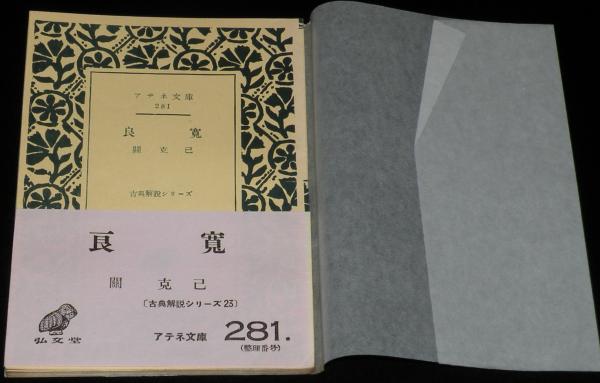 アテネ文庫
281
良寛
關克己
古典解説シリーズ
良寛
關克己
〔古典解説シリーズ23〕
弘文堂
アテネ文庫 281.
(整理番号)